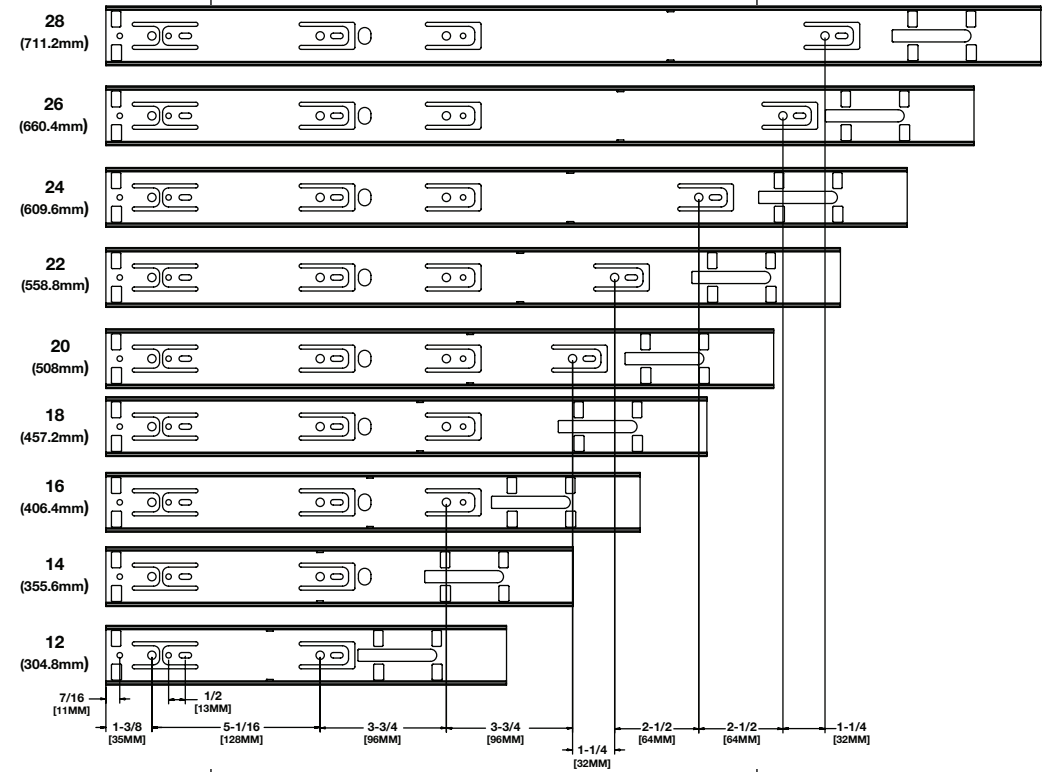 28
(711.2mm)
26
(660.4mm)
24
(609.6mm)
22
(558.8mm)
20
(508mm)
18
(457.2mm)
16
(406.4mm)
14
(355.6mm)
12
(304.8mm)
7/16
[11MM]
1/2
[13MM]
1-3/8
[35MM]
5-1/16
[128MM]
3-3/4
[96MM]
3-3/4
[96MM]
1-1/4
[32MM]
2-1/2
[64MM]
2-1/2
[64MM]
1-1/4
[32MM]